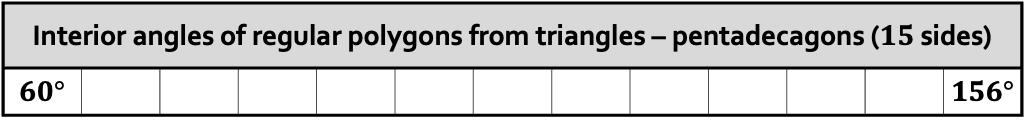 Interior angles of regular polygons from triangles – pentadecagons (15 sides)
60° 156°